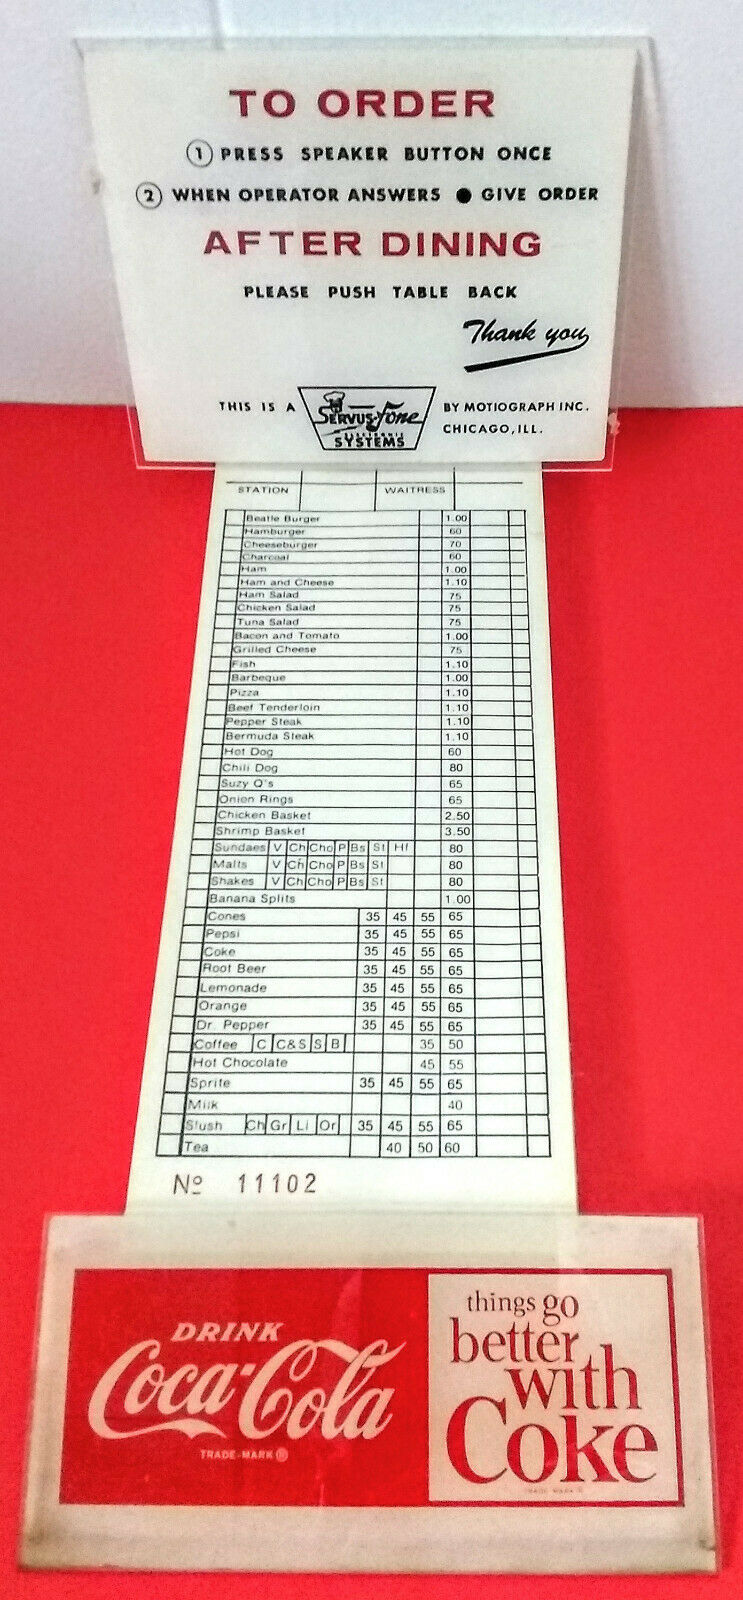 TO ORDER
① PRESS SPEAKER BUTTON ONCE
② WHEN OPERATOR ANSWERS ● GIVE ORDER
AFTER DINING
PLEASE PUSH TABLE BACK
Thank you
THIS IS A SERVUS-fone ELECTRONIC SYSTEMS BY MOTIOGRAPH INC.
CHICAGO, ILL.
STATION WAITRESS
Beatle Burger 1.00
Hamburger 60
Cheeseburger 70
Charcoal 60
Ham 1.00
Ham and Cheese 1.10
Ham Salad 75
Chicken Salad 75
Tuna Salad 75
Bacon and Tomato 1.00
Grilled Cheese 75
Fish 1.10
Barbeque 1.00
Pizza 1.10
Beef Tenderloin 1.10
Pepper Steak 1.10
Bermuda Steak 1.10
Hot Dog 60
Chili Dog 80
Suzy Q's 65
Onion Rings 65
Chicken Basket 2.50
Shrimp Basket 3.50
Sundaes V Ch Cho P Bs St Hf 80
Malts V Ch Cho P Bs St 80
Shakes V Ch Cho P Bs St 80
Banana Splits 1.00
Cones 35 45 55 65
Pepsi 35 45 55 65
Coke 35 45 55 65
Root Beer 35 45 55 65
Lemonade 35 45 55 65
Orange 35 45 55 65
Dr. Pepper 35 45 55 65
Coffee C C&S S B 35 50
Hot Chocolate 45 55
Sprite 35 45 55 65
Milk 40
Slush Ch Gr Li Or 35 45 55 65
Tea 40 50 60
Nº 11102
DRINK
Coca-Cola
TRADE-MARK ®
things go
better
with
Coke
TRADE MARK ®